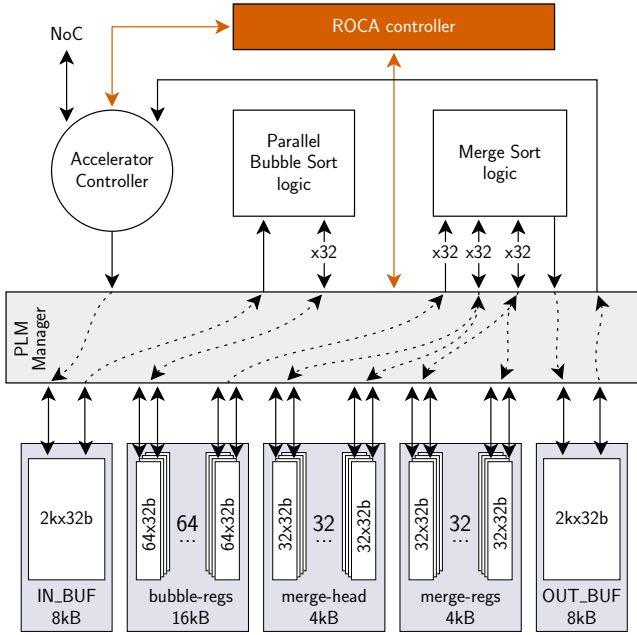 NoC
ROCA controller
Accelerator
Controller
Parallel
Bubble Sort
logic
Merge Sort
logic
x32
x32
x32
x32
PLM
Manager
2kx32b
64x32b
64
...
64x32b
32x32b
32
...
32x32b
32x32b
32
...
32x32b
2kx32b
IN_BUF
8kB
bubble-regs
16kB
merge-head
4kB
merge-regs
4kB
OUT_BUF
8kB